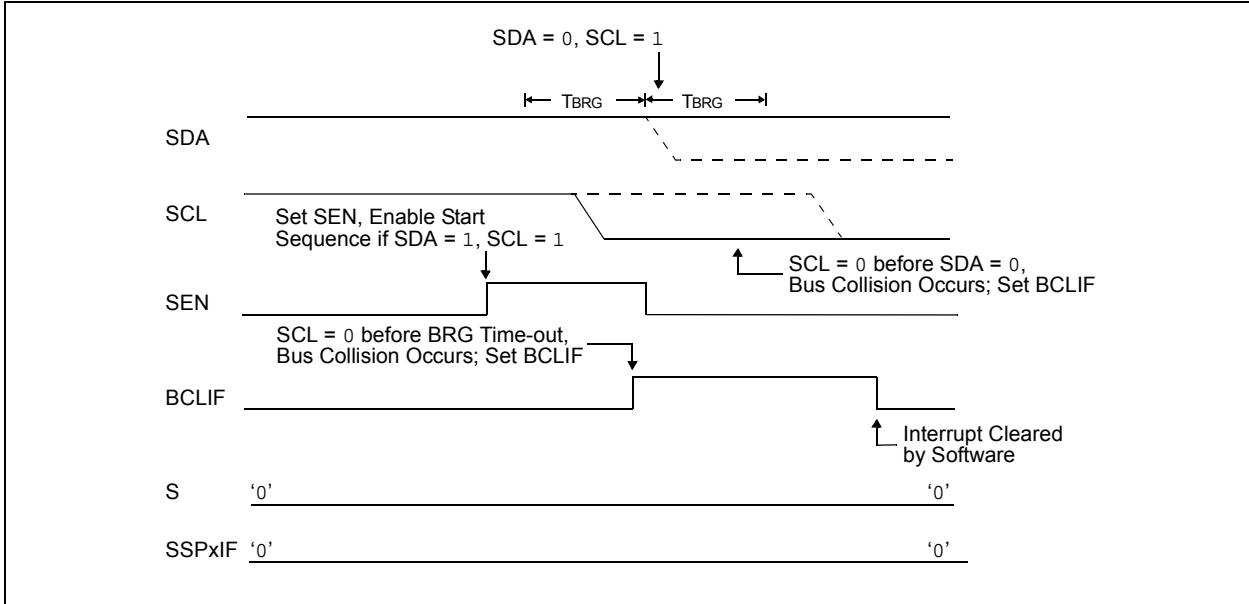 SDA = 0, SCL = 1
TBRG TBRG
SDA
SCL
Set SEN, Enable Start
Sequence if SDA = 1, SCL = 1
SCL = 0 before SDA = 0,
Bus Collision Occurs; Set BCLIF
SEN
SCL = 0 before BRG Time-out,
Bus Collision Occurs; Set BCLIF
BCLIF
Interrupt Cleared
by Software
S ‘0’ ‘0’
SSPxIF ‘0’ ‘0’